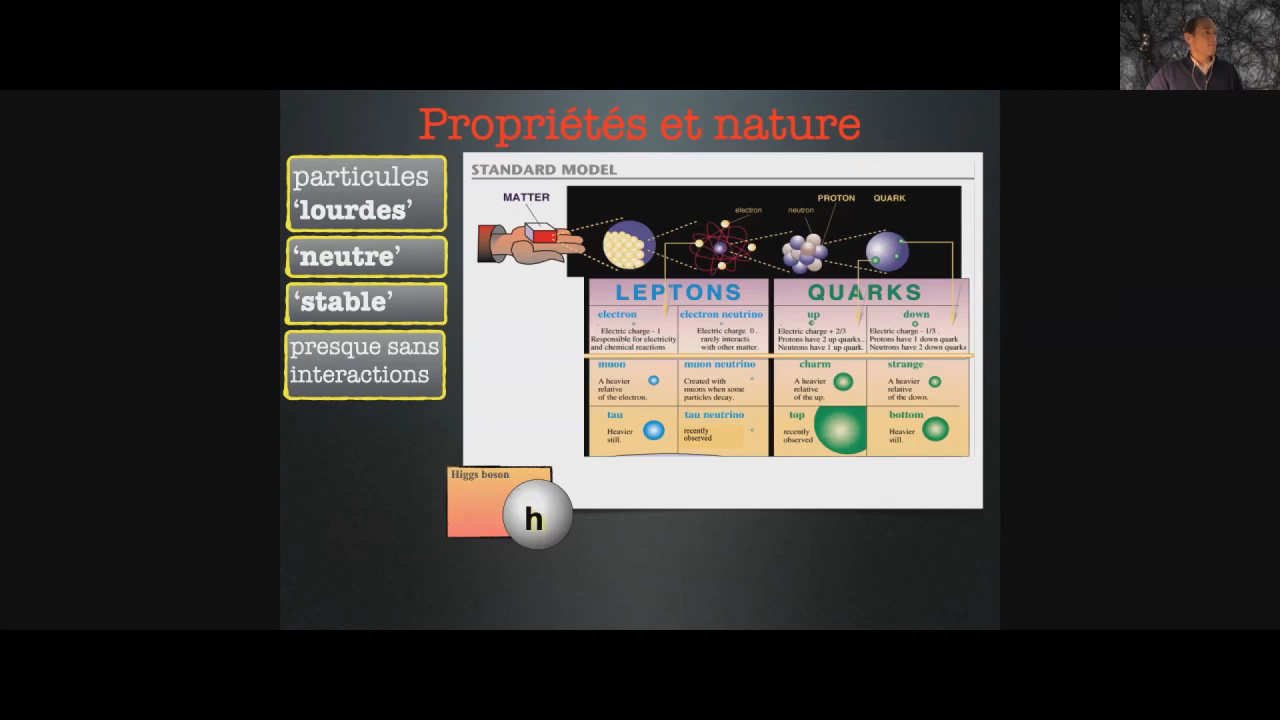 Propriétés et nature
particules
‘lourdes’
‘neutre’
‘stable’
presque sans
interactions
STANDARD MODEL
MATTER
electron
neutron
PROTON
QUARK
LEPTONS
QUARKS
electron
Electric charge - 1
Responsible for electricity
and chemical reactions
electron neutrino
Electric charge 0 .
rarely interacts
with other matter.
up
Electric charge + 2/3
Protons have 2 up quarks..
Neutrons have 1 up quark.
down
Electric charge - 1/3 .
Protons have 1 down quark
Neutrons have 2 down quarks
muon
A heavier
relative
of the electron.
muon neutrino
Created with
muons when some
particles decay.
charm
A heavier
relative
of the up.
strange
A heavier
relative
of the down.
tau
Heavier
still.
tau neutrino
recently
observed
top
recently
observed
bottom
Heavier
still.
Higgs boson
h